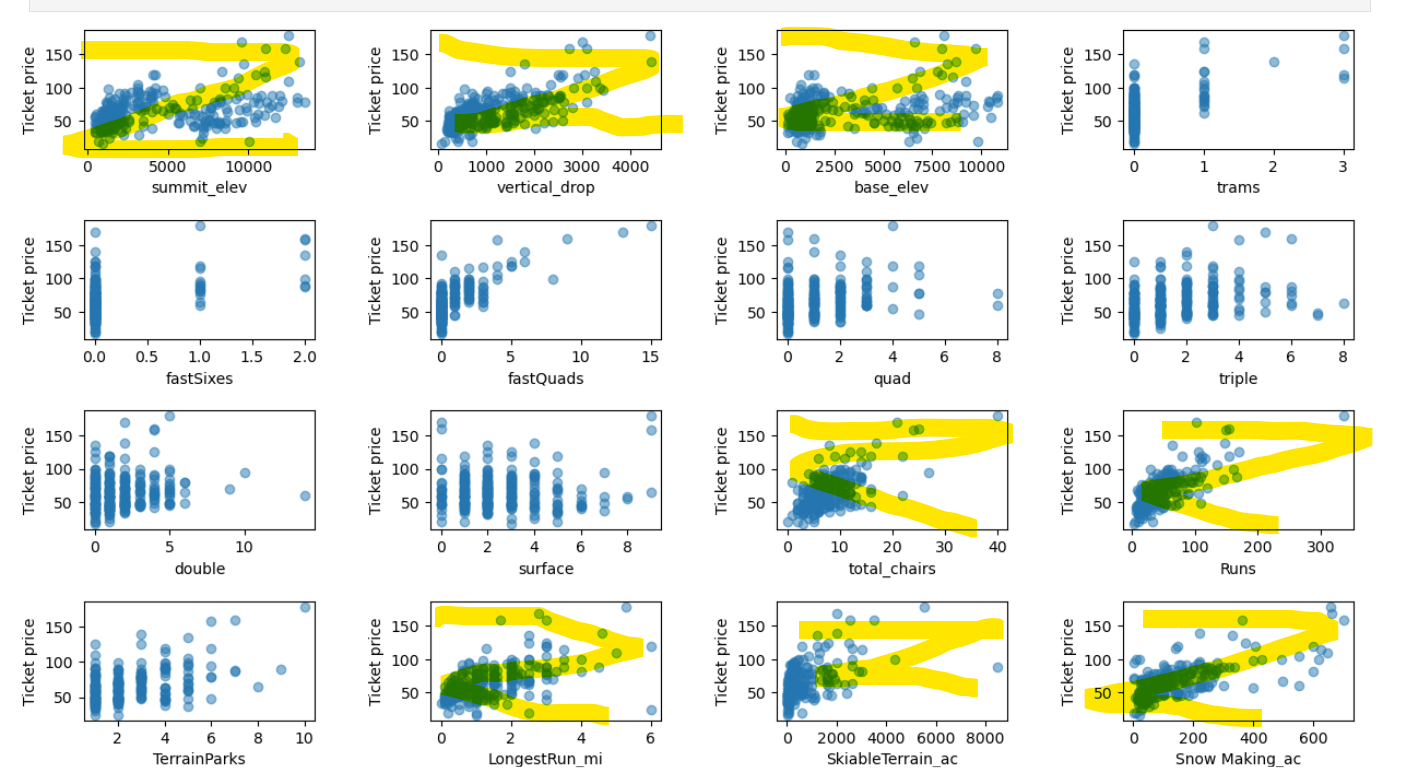 150
100
50
Ticket price
0 5000 10000
summit_elev
150
100
50
Ticket price
0 1000 2000 3000 4000
vertical_drop
150
100
50
Ticket price
0 2500 5000 7500 10000
base_elev
150
100
50
Ticket price
0 1 2 3
trams
150
100
50
Ticket price
0.0 0.5 1.0 1.5 2.0
fastSixes
150
100
50
Ticket price
0 5 10 15
fastQuads
150
100
50
Ticket price
0 2 4 6 8
quad
150
100
50
Ticket price
0 2 4 6 8
triple
150
100
50
Ticket price
0 5 10
double
150
100
50
Ticket price
0 2 4 6 8
surface
150
100
50
Ticket price
0 10 20 30 40
total_chairs
150
100
50
Ticket price
0 100 200 300
Runs
150
100
50
Ticket price
2 4 6 8 10
TerrainParks
150
100
50
Ticket price
0 2 4 6
LongestRun_mi
150
100
50
Ticket price
0 2000 4000 6000 8000
SkiableTerrain_ac
150
100
50
Ticket price
0 200 400 600
Snow Making_ac